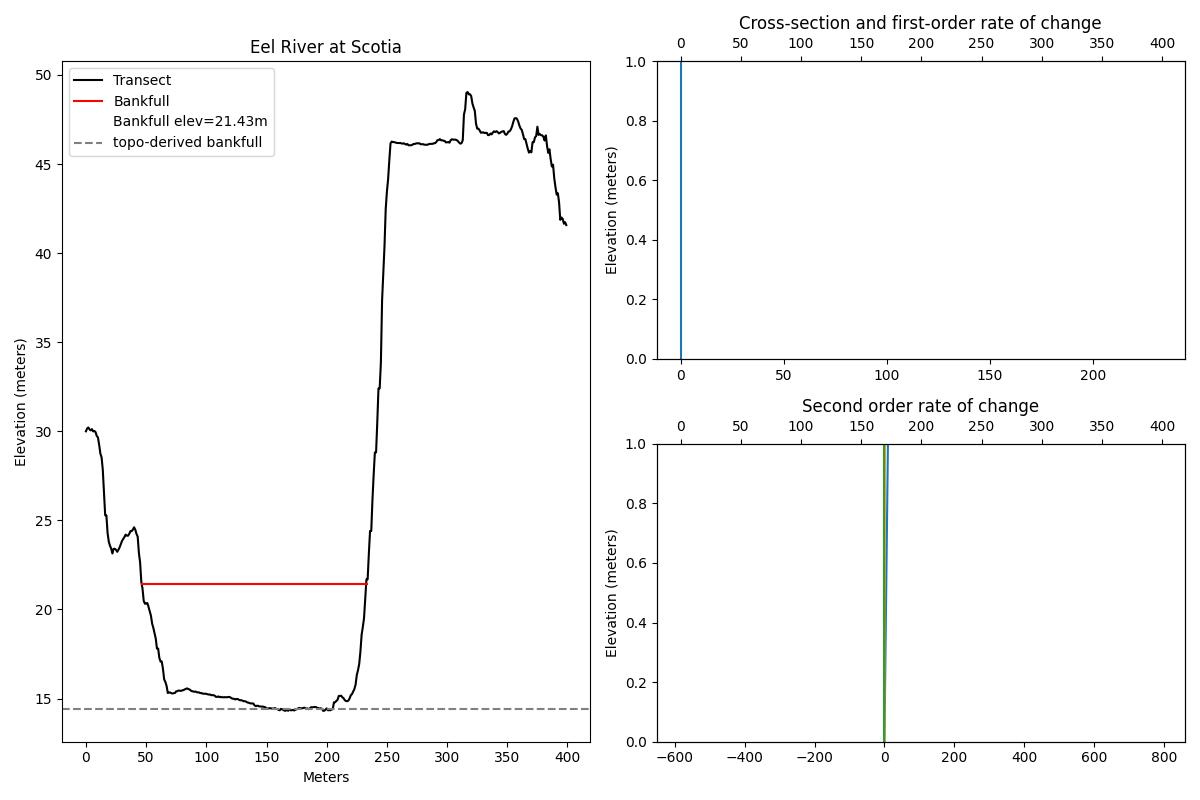 Eel River at Scotia
Transect
Bankfull
Bankfull elev=21.43m
topo-derived bankfull
50
45
40
35
30
25
20
15
Elevation (meters)
0 50 100 150 200 250 300 350 400
Meters
Cross-section and first-order rate of change
0 50 100 150 200 250 300 350 400
1.0
0.8
0.6
0.4
0.2
0.0
Elevation (meters)
0 50 100 150 200
Second order rate of change
0 50 100 150 200 250 300 350 400
1.0
0.8
0.6
0.4
0.2
0.0
Elevation (meters)
−600 −400 −200 0 200 400 600 800